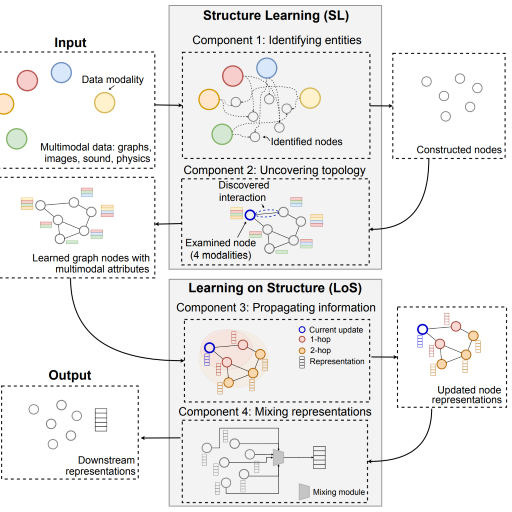 Structure Learning (SL)
Input
Component 1: Identifying entities
Data modality
Multimodal data: graphs,
images, sound, physics
Identified nodes
Constructed nodes
Component 2: Uncovering topology
Discovered
interaction
Examined node
(4 modalities)
Learned graph nodes with
multimodal attributes
Learning on Structure (LoS)
Component 3: Propagating information
Current update
1-hop
2-hop
Representation
Updated node
representations
Output
Component 4: Mixing representations
Mixing module
Downstream
representations